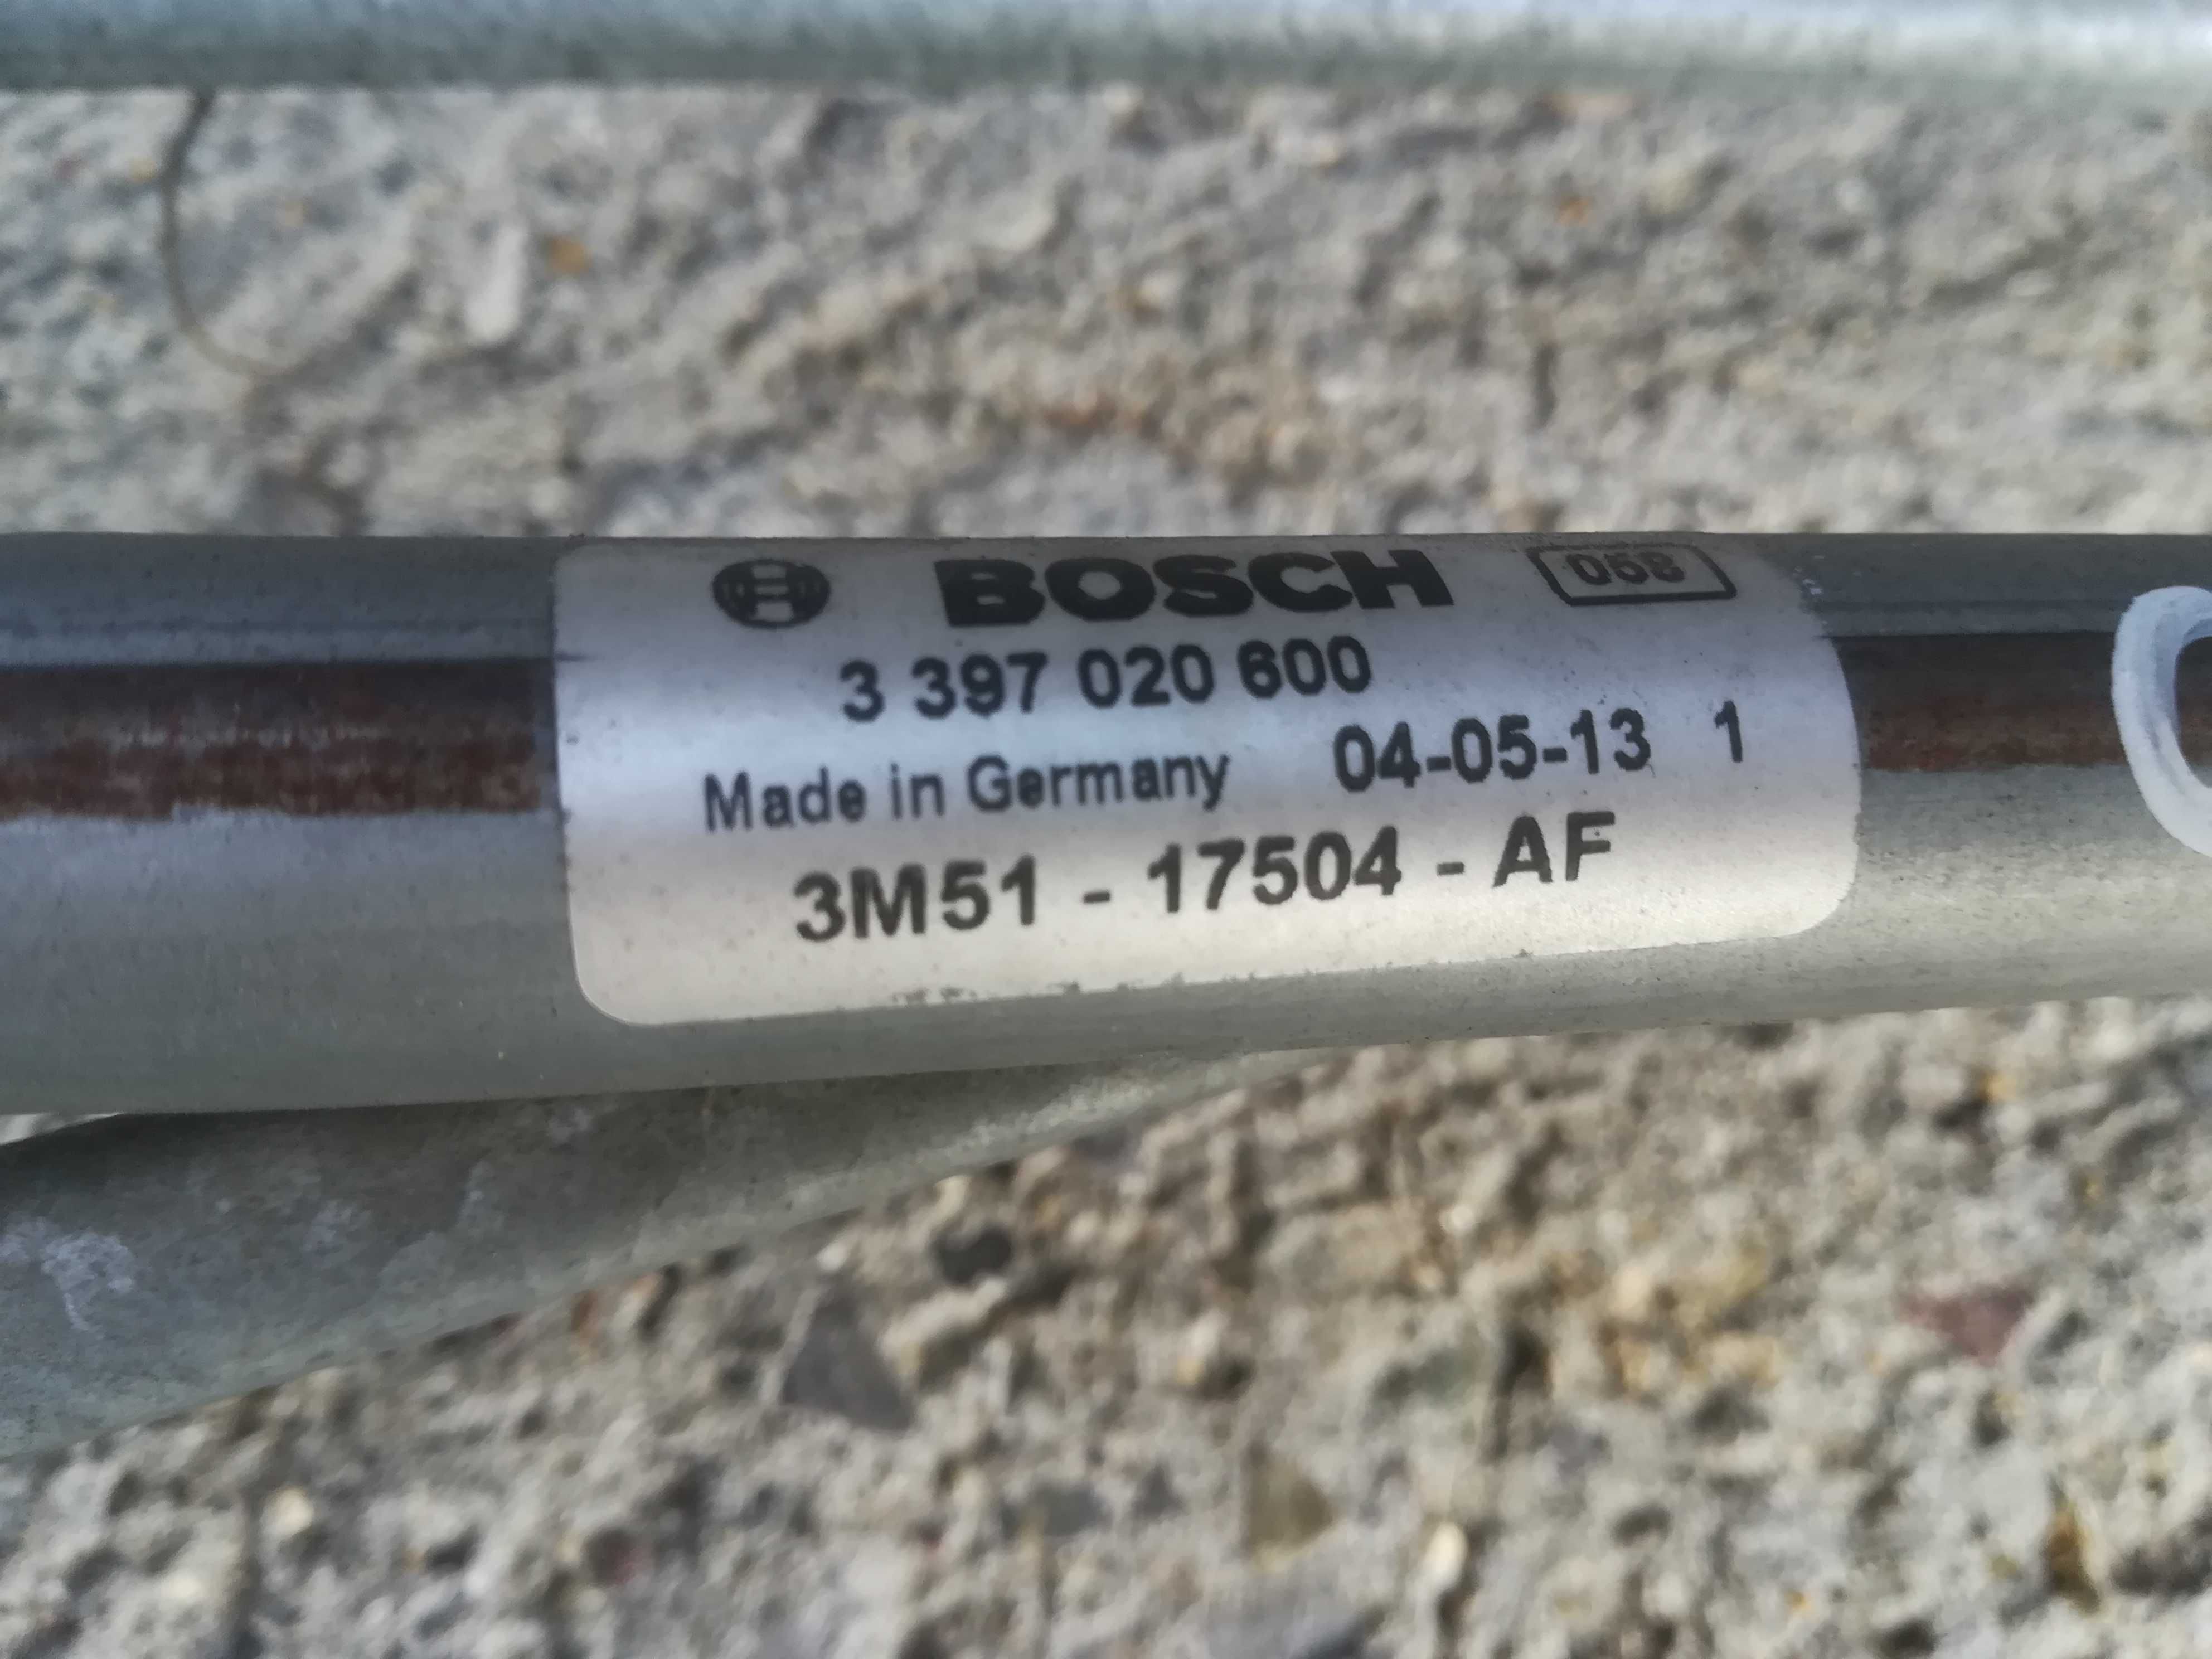 BOSCH 058
3 397 020 600
Made in Germany 04-05-13 1
3M51 - 17504 - AF